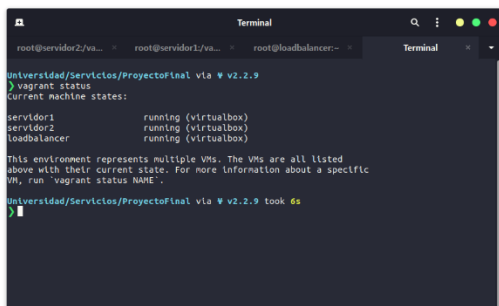 Terminal
root@servidor2:/va... × root@servidor1:/va... × root@loadbalancer:~ × Terminal ×
Universidad/Servicios/ProyectoFinal via V v2.2.9
❯ vagrant status
Current machine states:
servidor1 running (virtualbox)
servidor2 running (virtualbox)
loadbalancer running (virtualbox)
This environment represents multiple VMs. The VMs are all listed
above with their current state. For more information about a specific
VM, run `vagrant status NAME`.
Universidad/Servicios/ProyectoFinal via V v2.2.9 took 6s
❯